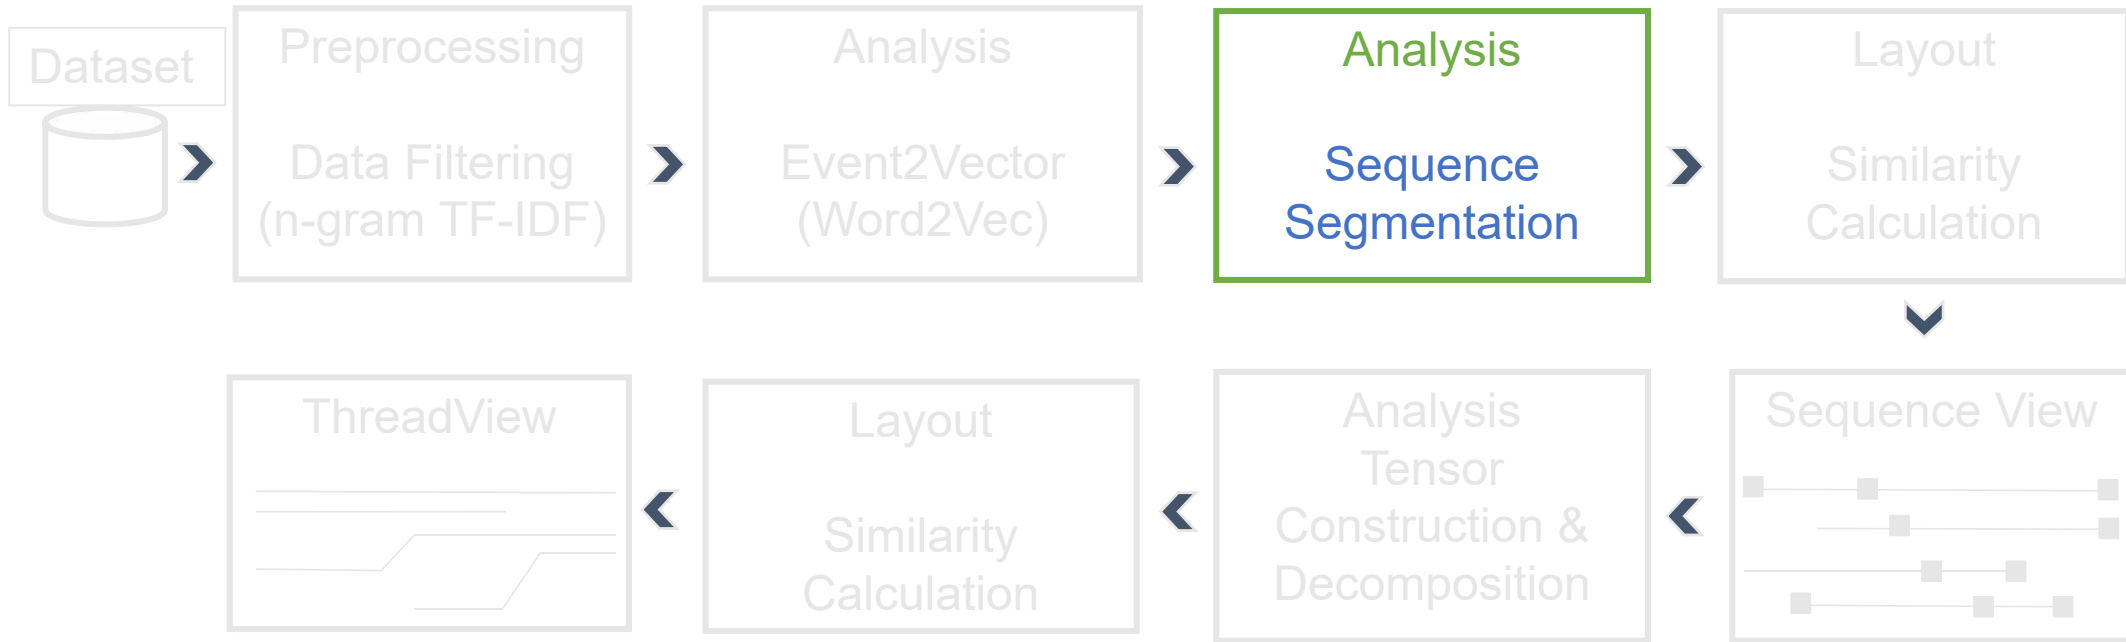 Dataset
Preprocessing
Data Filtering
(n-gram TF-IDF)
Analysis
Event2Vector
(Word2Vec)
Analysis
Sequence
Segmentation
Layout
Similarity
Calculation
Sequence View
Analysis
Tensor
Construction &
Decomposition
Layout
Similarity
Calculation
ThreadView